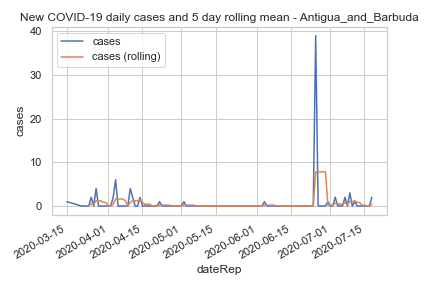 New COVID-19 daily cases and 5 day rolling mean - Antigua_and_Barbuda
cases
cases (rolling)
cases
40
30
20
10
0
2020-03-15
2020-04-01
2020-04-15
2020-05-01
2020-05-15
2020-06-01
2020-06-15
2020-07-01
2020-07-15
dateRep